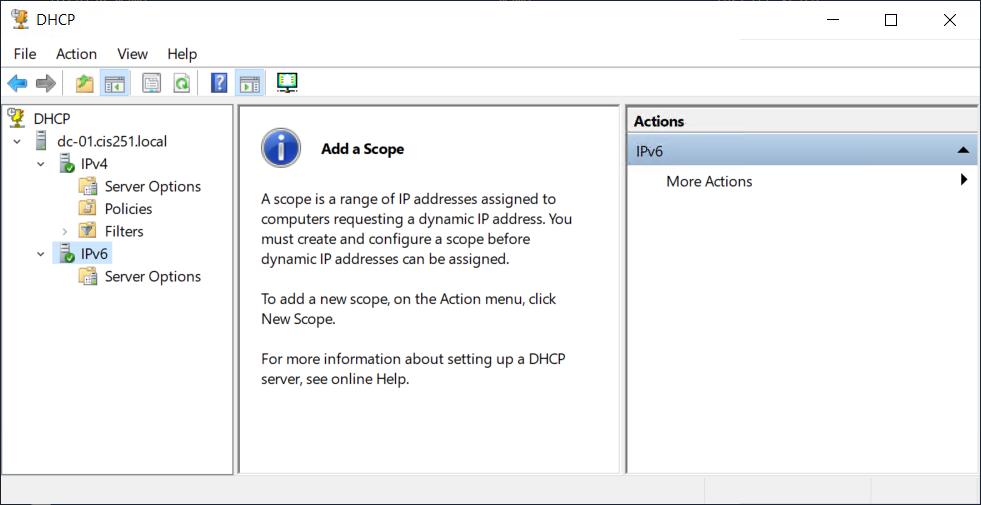 DHCP
File Action View Help
DHCP
dc-01.cis251.local
IPv4
Server Options
Policies
Filters
IPv6
Server Options
Add a Scope
A scope is a range of IP addresses assigned to
computers requesting a dynamic IP address. You
must create and configure a scope before
dynamic IP addresses can be assigned.
To add a new scope, on the Action menu, click
New Scope.
For more information about setting up a DHCP
server, see online Help.
Actions
IPv6
More Actions